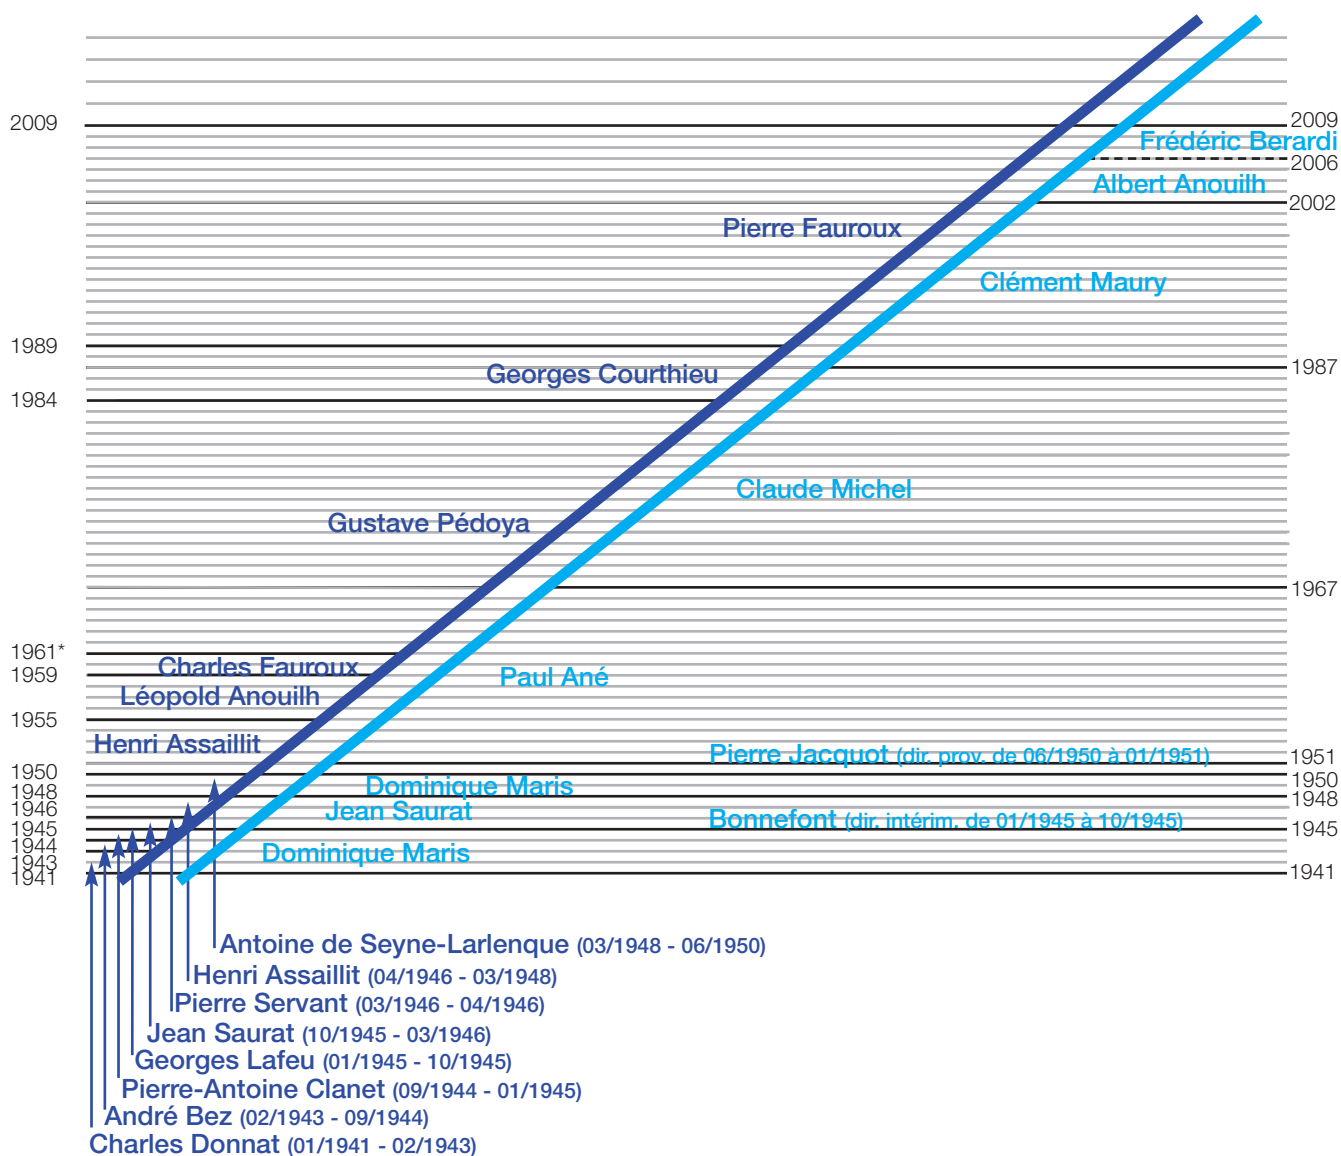 2009
2009
Frédéric Berardi
2006
Albert Anouilh
2002
Pierre Fauroux
Clément Maury
1989
1987
Georges Courthieu
1984
Claude Michel
Gustave Pédoya
1967
1961*
Charles Fauroux
1959
Paul Ané
Léopold Anouilh
1955
Henri Assaillit
Pierre Jacquot (dir. prov. de 06/1950 à 01/1951)
1951
1950
1950
Dominique Maris
1948
1948
1946
Jean Saurat
Bonnefont (dir. intérim. de 01/1945 à 10/1945)
1945
1945
1944
Dominique Maris
1943
1941
1941
Antoine de Seyne-Larlenque (03/1948 - 06/1950)
Henri Assaillit (04/1946 - 03/1948)
Pierre Servant (03/1946 - 04/1946)
Jean Saurat (10/1945 - 03/1946)
Georges Lafeu (01/1945 - 10/1945)
Pierre-Antoine Clanet (09/1944 - 01/1945)
André Bez (02/1943 - 09/1944)
Charles Donnat (01/1941 - 02/1943)